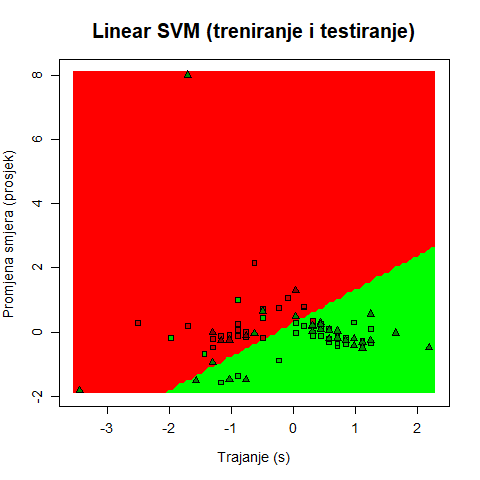 Linear SVM (treniranje i testiranje)
Promjena smjera (prosjek)
8
6
4
2
0
-2
-3 -2 -1 0 1 2
Trajanje (s)